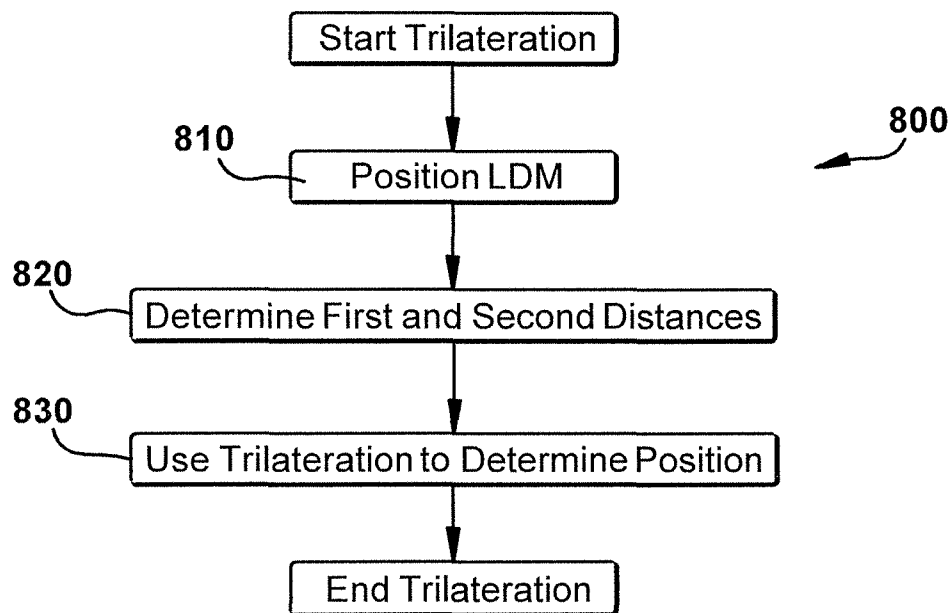 Start Trilateration
800
810
Position LDM
820
Determine First and Second Distances
830
Use Trilateration to Determine Position
End Trilateration